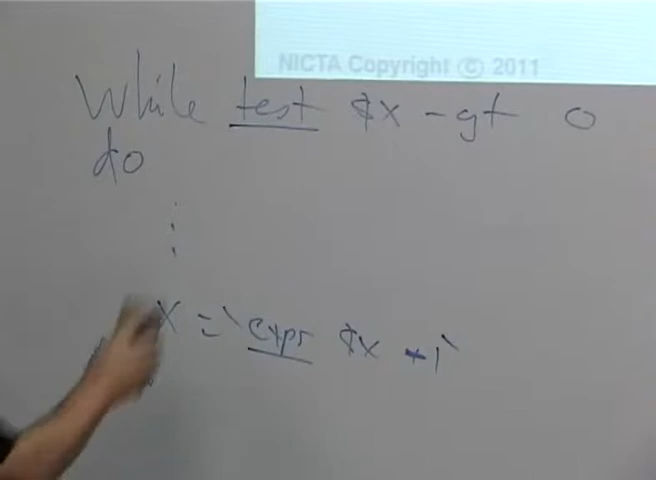 NICTA Copyright © 2011
While test $x -gt 0
do
⋮
x =`expr $x -1`